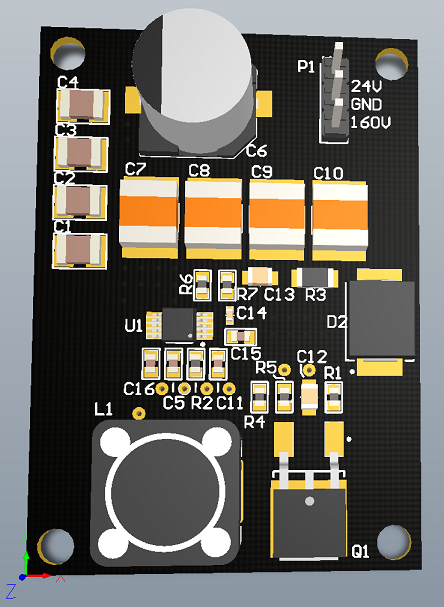 P1
24V
GND
160V
C4
C3
C2
C1
C6
C7 C8 C9 C10
R6
R7 C13 R3
C14
U1
C15
D2
C16 C5 R2 C11
R5 C12 R1
R4
L1
Q1
Z X